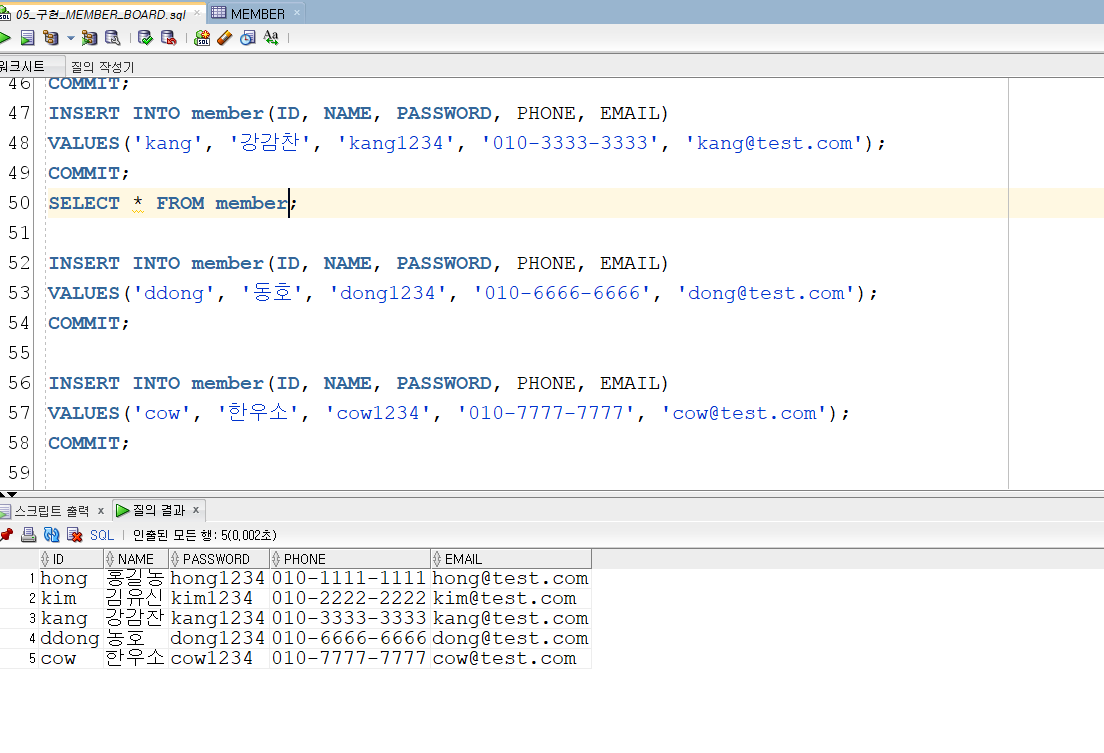 05_구현_MEMBER_BOARD.sql
MEMBER
워크시트 질의 작성기
46 COMMIT;
47 INSERT INTO member(ID, NAME, PASSWORD, PHONE, EMAIL)
48 VALUES('kang', '강감찬', 'kang1234', '010-3333-3333', 'kang@test.com');
49 COMMIT;
50 SELECT * FROM member;
51
52 INSERT INTO member(ID, NAME, PASSWORD, PHONE, EMAIL)
53 VALUES('ddong', '동호', 'dong1234', '010-6666-6666', 'dong@test.com');
54 COMMIT;
55
56 INSERT INTO member(ID, NAME, PASSWORD, PHONE, EMAIL)
57 VALUES('cow', '한우소', 'cow1234', '010-7777-7777', 'cow@test.com');
58 COMMIT;
59
스크립트 출력 x 질의 결과 x
SQL | 인출된 모든 행: 5(0,002초)
ID NAME PASSWORD PHONE EMAIL
1 hong 홍길동 hong1234 010-1111-1111 hong@test.com
2 kim 김유신 kim1234 010-2222-2222 kim@test.com
3 kang 강감찬 kang1234 010-3333-3333 kang@test.com
4 ddong 동호 dong1234 010-6666-6666 dong@test.com
5 cow 한우소 cow1234 010-7777-7777 cow@test.com